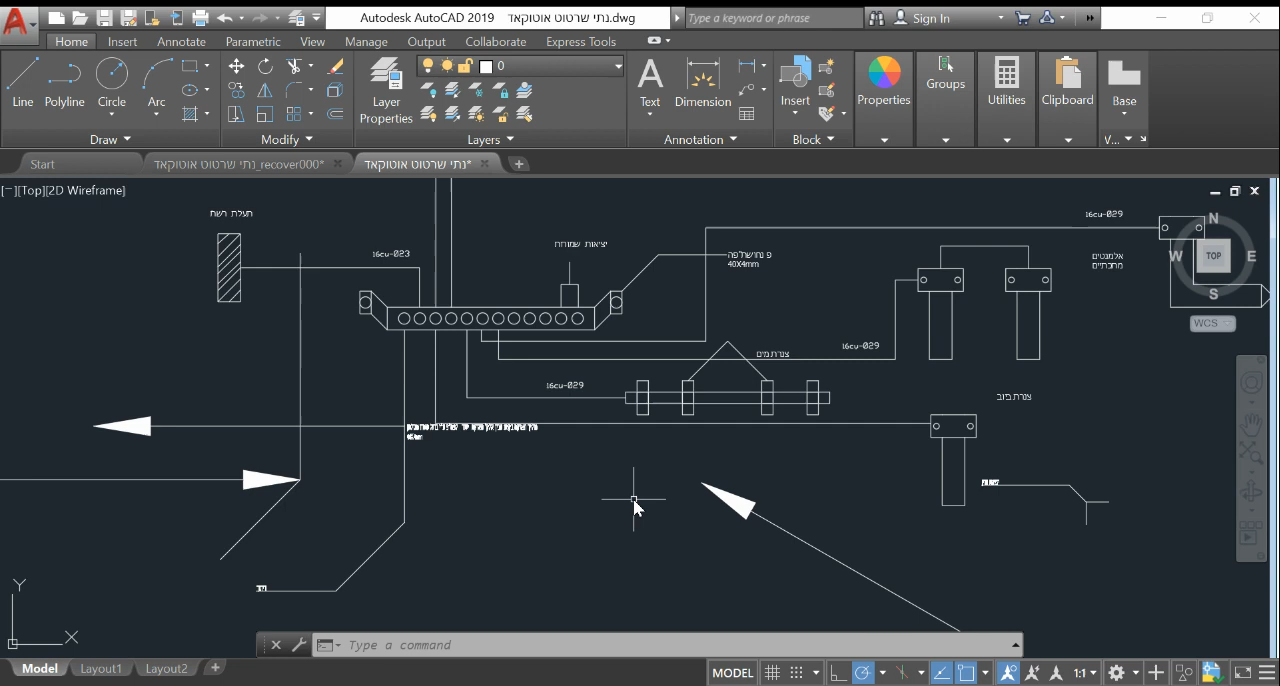 Autodesk AutoCAD 2019 נתי שרטוט אוטוקאד.dwg
Type a keyword or phrase
Sign In
Home Insert Annotate Parametric View Manage Output Collaborate Express Tools
Line Polyline Circle Arc
Layer Properties
0
Text Dimension
Insert
Properties
Groups
Utilities
Clipboard
Base
Draw Modify Layers Annotation Block V...
Start
נתי שרטוט אוטוקאד_recover000*
נתי שרטוט אוטוקאד*
[−][Top][2D Wireframe]
תעלת רשת
16cu-023
יציאות שמורות
40X4mm
16cu-029
אלמנטים
מתכתיים
N
W TOP E
S
WCS
16cu-029
צנרת מים
16cu-029
צנרת ביוב
Y
X
Type a command
Model Layout1 Layout2
MODEL
1:1